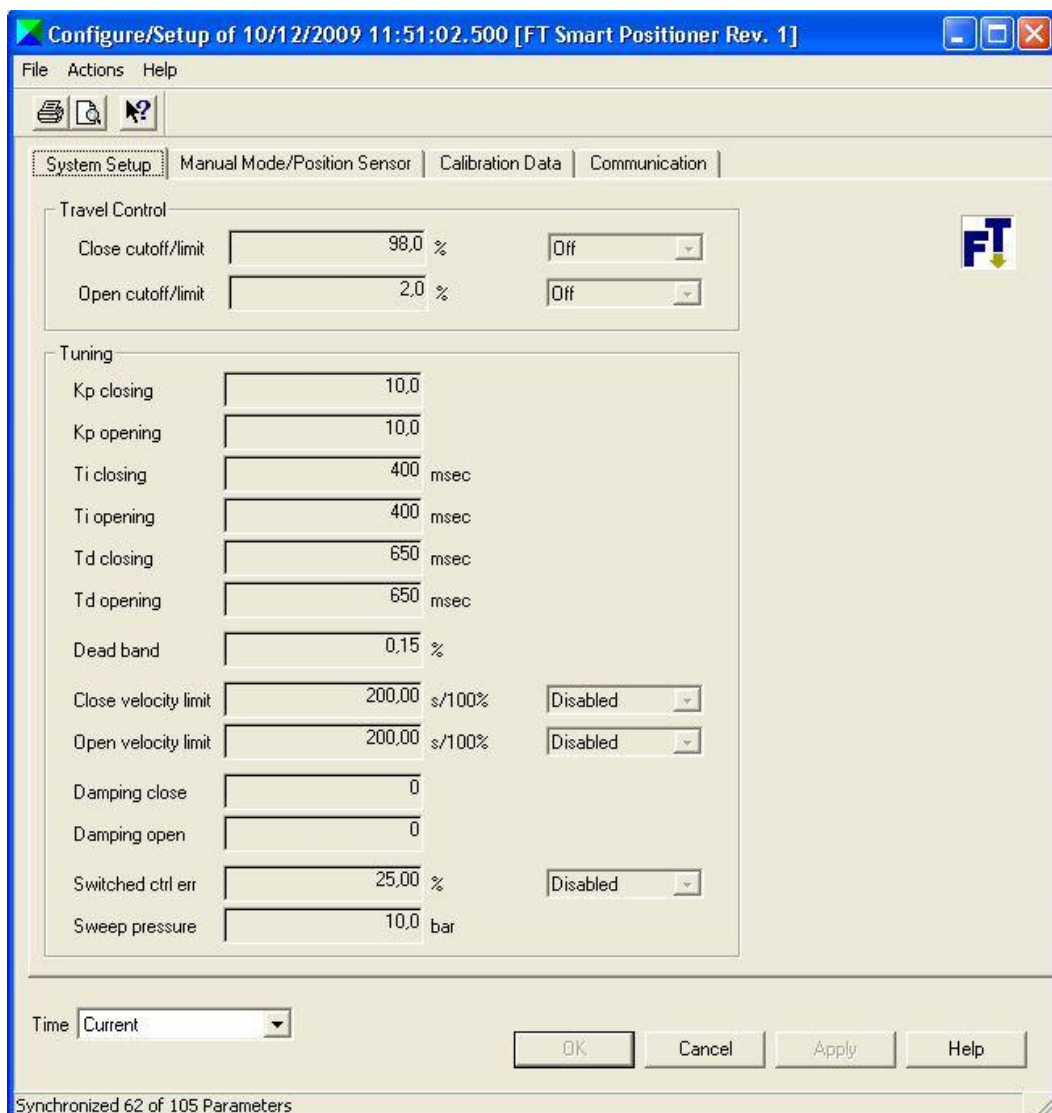 Configure/Setup of 10/12/2009 11:51:02.500 [FT Smart Positioner Rev. 1]
File Actions Help
System Setup Manual Mode/Position Sensor Calibration Data Communication
Travel Control
Close cutoff/limit 98,0 % Off
Open cutoff/limit 2,0 % Off
FT
Tuning
Kp closing 10,0
Kp opening 10,0
Ti closing 400 msec
Ti opening 400 msec
Td closing 650 msec
Td opening 650 msec
Dead band 0,15 %
Close velocity limit 200,00 s/100% Disabled
Open velocity limit 200,00 s/100% Disabled
Damping close 0
Damping open 0
Switched ctrl err 25,00 % Disabled
Sweep pressure 10,0 bar
Time Current
OK Cancel Apply Help
Synchronized 62 of 105 Parameters